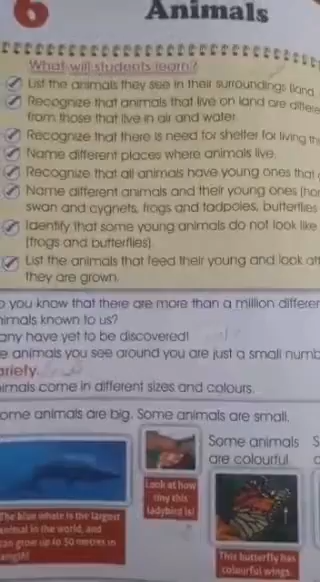 6
Animals
What will students learn?
List the animals they see in their surroundings (land
Recognize that animals that live on land are differe
from those that live in air and water.
Recognize that there is need for shelter for living th
Name different places where animals live.
Recognize that all animals have young ones that
Name different animals and their young ones (hor
swan and cygnets, frogs and tadpoles, butterflies
Identify that some young animals do not look like
(frogs and butterflies).
List the animals that feed their young and look aft
they are grown.
o you know that there are more than a million differen
nimals known to us?
any have yet to be discovered!
e animals you see around you are just a small numb
ariety.
imals come in different sizes and colours.
ome animals are big. Some animals are small.
Some animals S
are colourful.
Look at how
tiny this
ladybird is!
The blue whale is the largest
animal in the world, and
can grow up to 30 metres in
length!
This butterfly has
colourful wings.